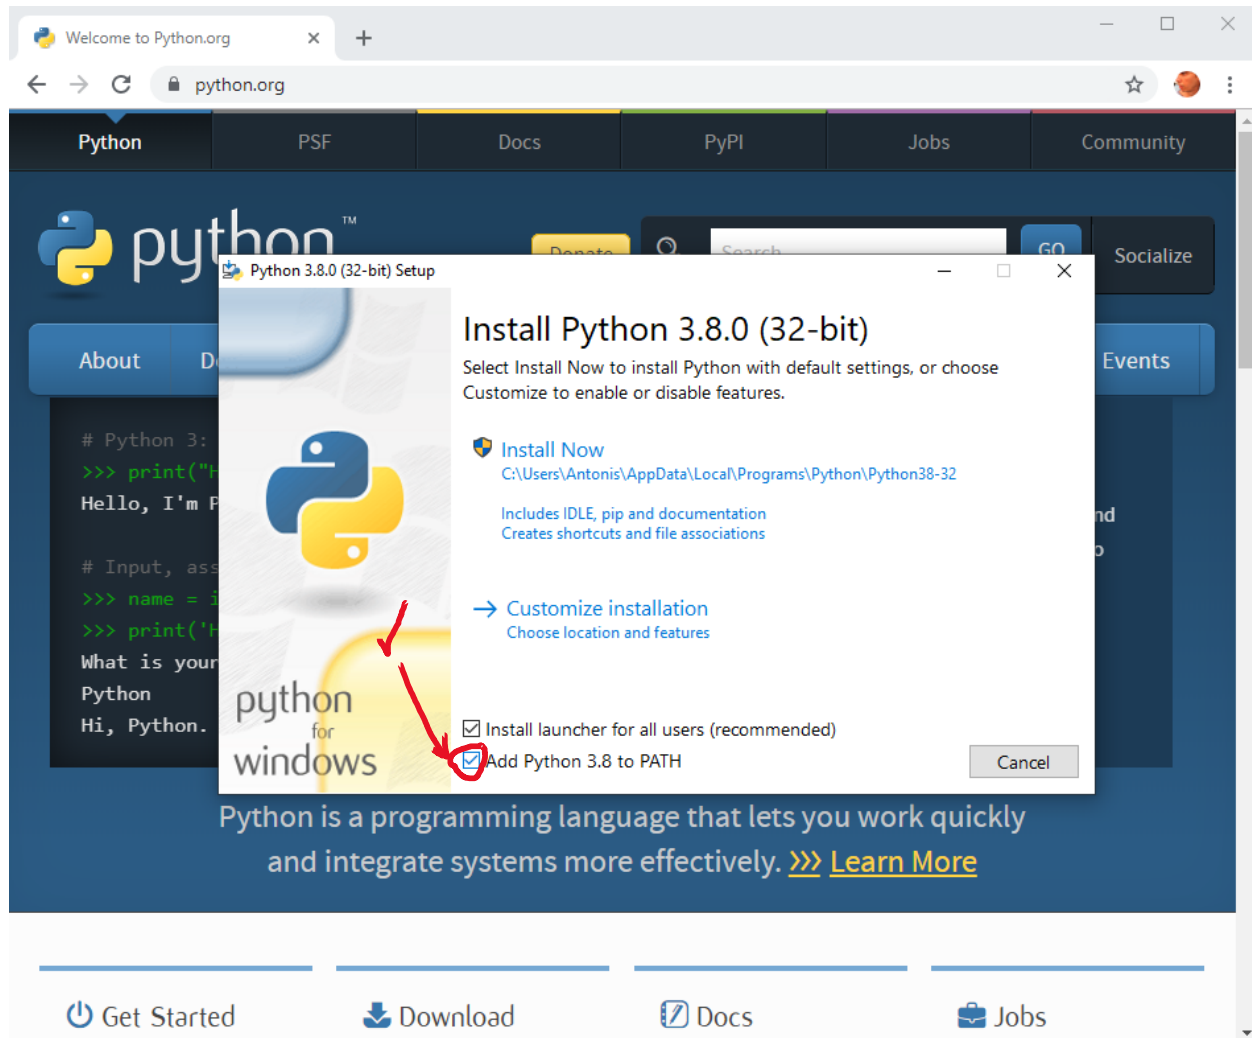 Welcome to Python.org
python.org
Python PSF Docs PyPI Jobs Community
python™
Donate Search GO Socialize
Python 3.8.0 (32-bit) Setup
Install Python 3.8.0 (32-bit)
Select Install Now to install Python with default settings, or choose
Customize to enable or disable features.
About Events
# Python 3:
>>> print("H
Hello, I'm P
# Input, ass
>>> name = i
>>> print('H
What is your
Python
Hi, Python.
Install Now
C:\Users\Antonis\AppData\Local\Programs\Python\Python38-32
Includes IDLE, pip and documentation
Creates shortcuts and file associations
Customize installation
Choose location and features
python
for
windows
Install launcher for all users (recommended)
Add Python 3.8 to PATH
Cancel
Python is a programming language that lets you work quickly
and integrate systems more effectively. >>> Learn More
Get Started Download Docs Jobs